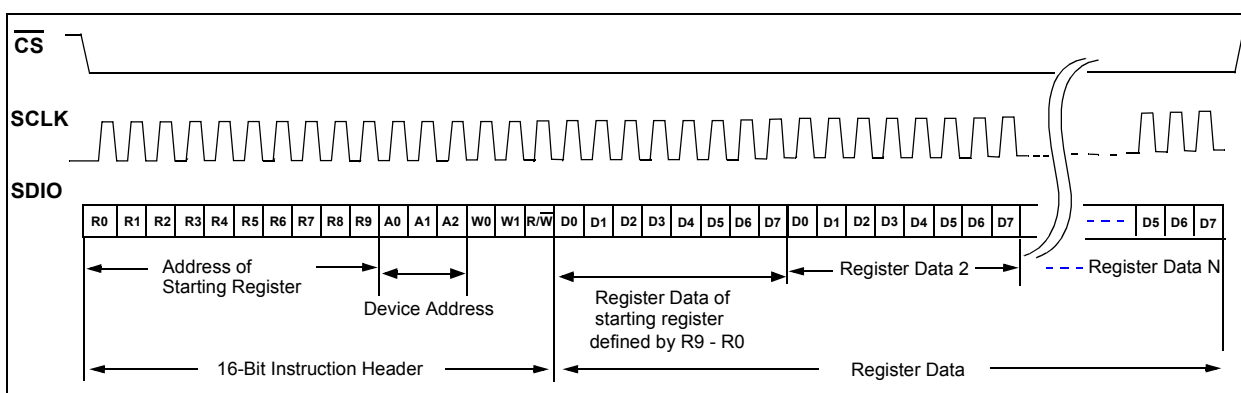 CS
SCLK
SDIO
R0 R1 R2 R3 R4 R5 R6 R7 R8 R9 A0 A1 A2 W0 W1 R/W D0 D1 D2 D3 D4 D5 D6 D7 D0 D1 D2 D3 D4 D5 D6 D7 D5 D6 D7
Address of
Starting Register
Device Address
Register Data of
starting register
defined by R9 - R0
Register Data 2
Register Data N
16-Bit Instruction Header
Register Data